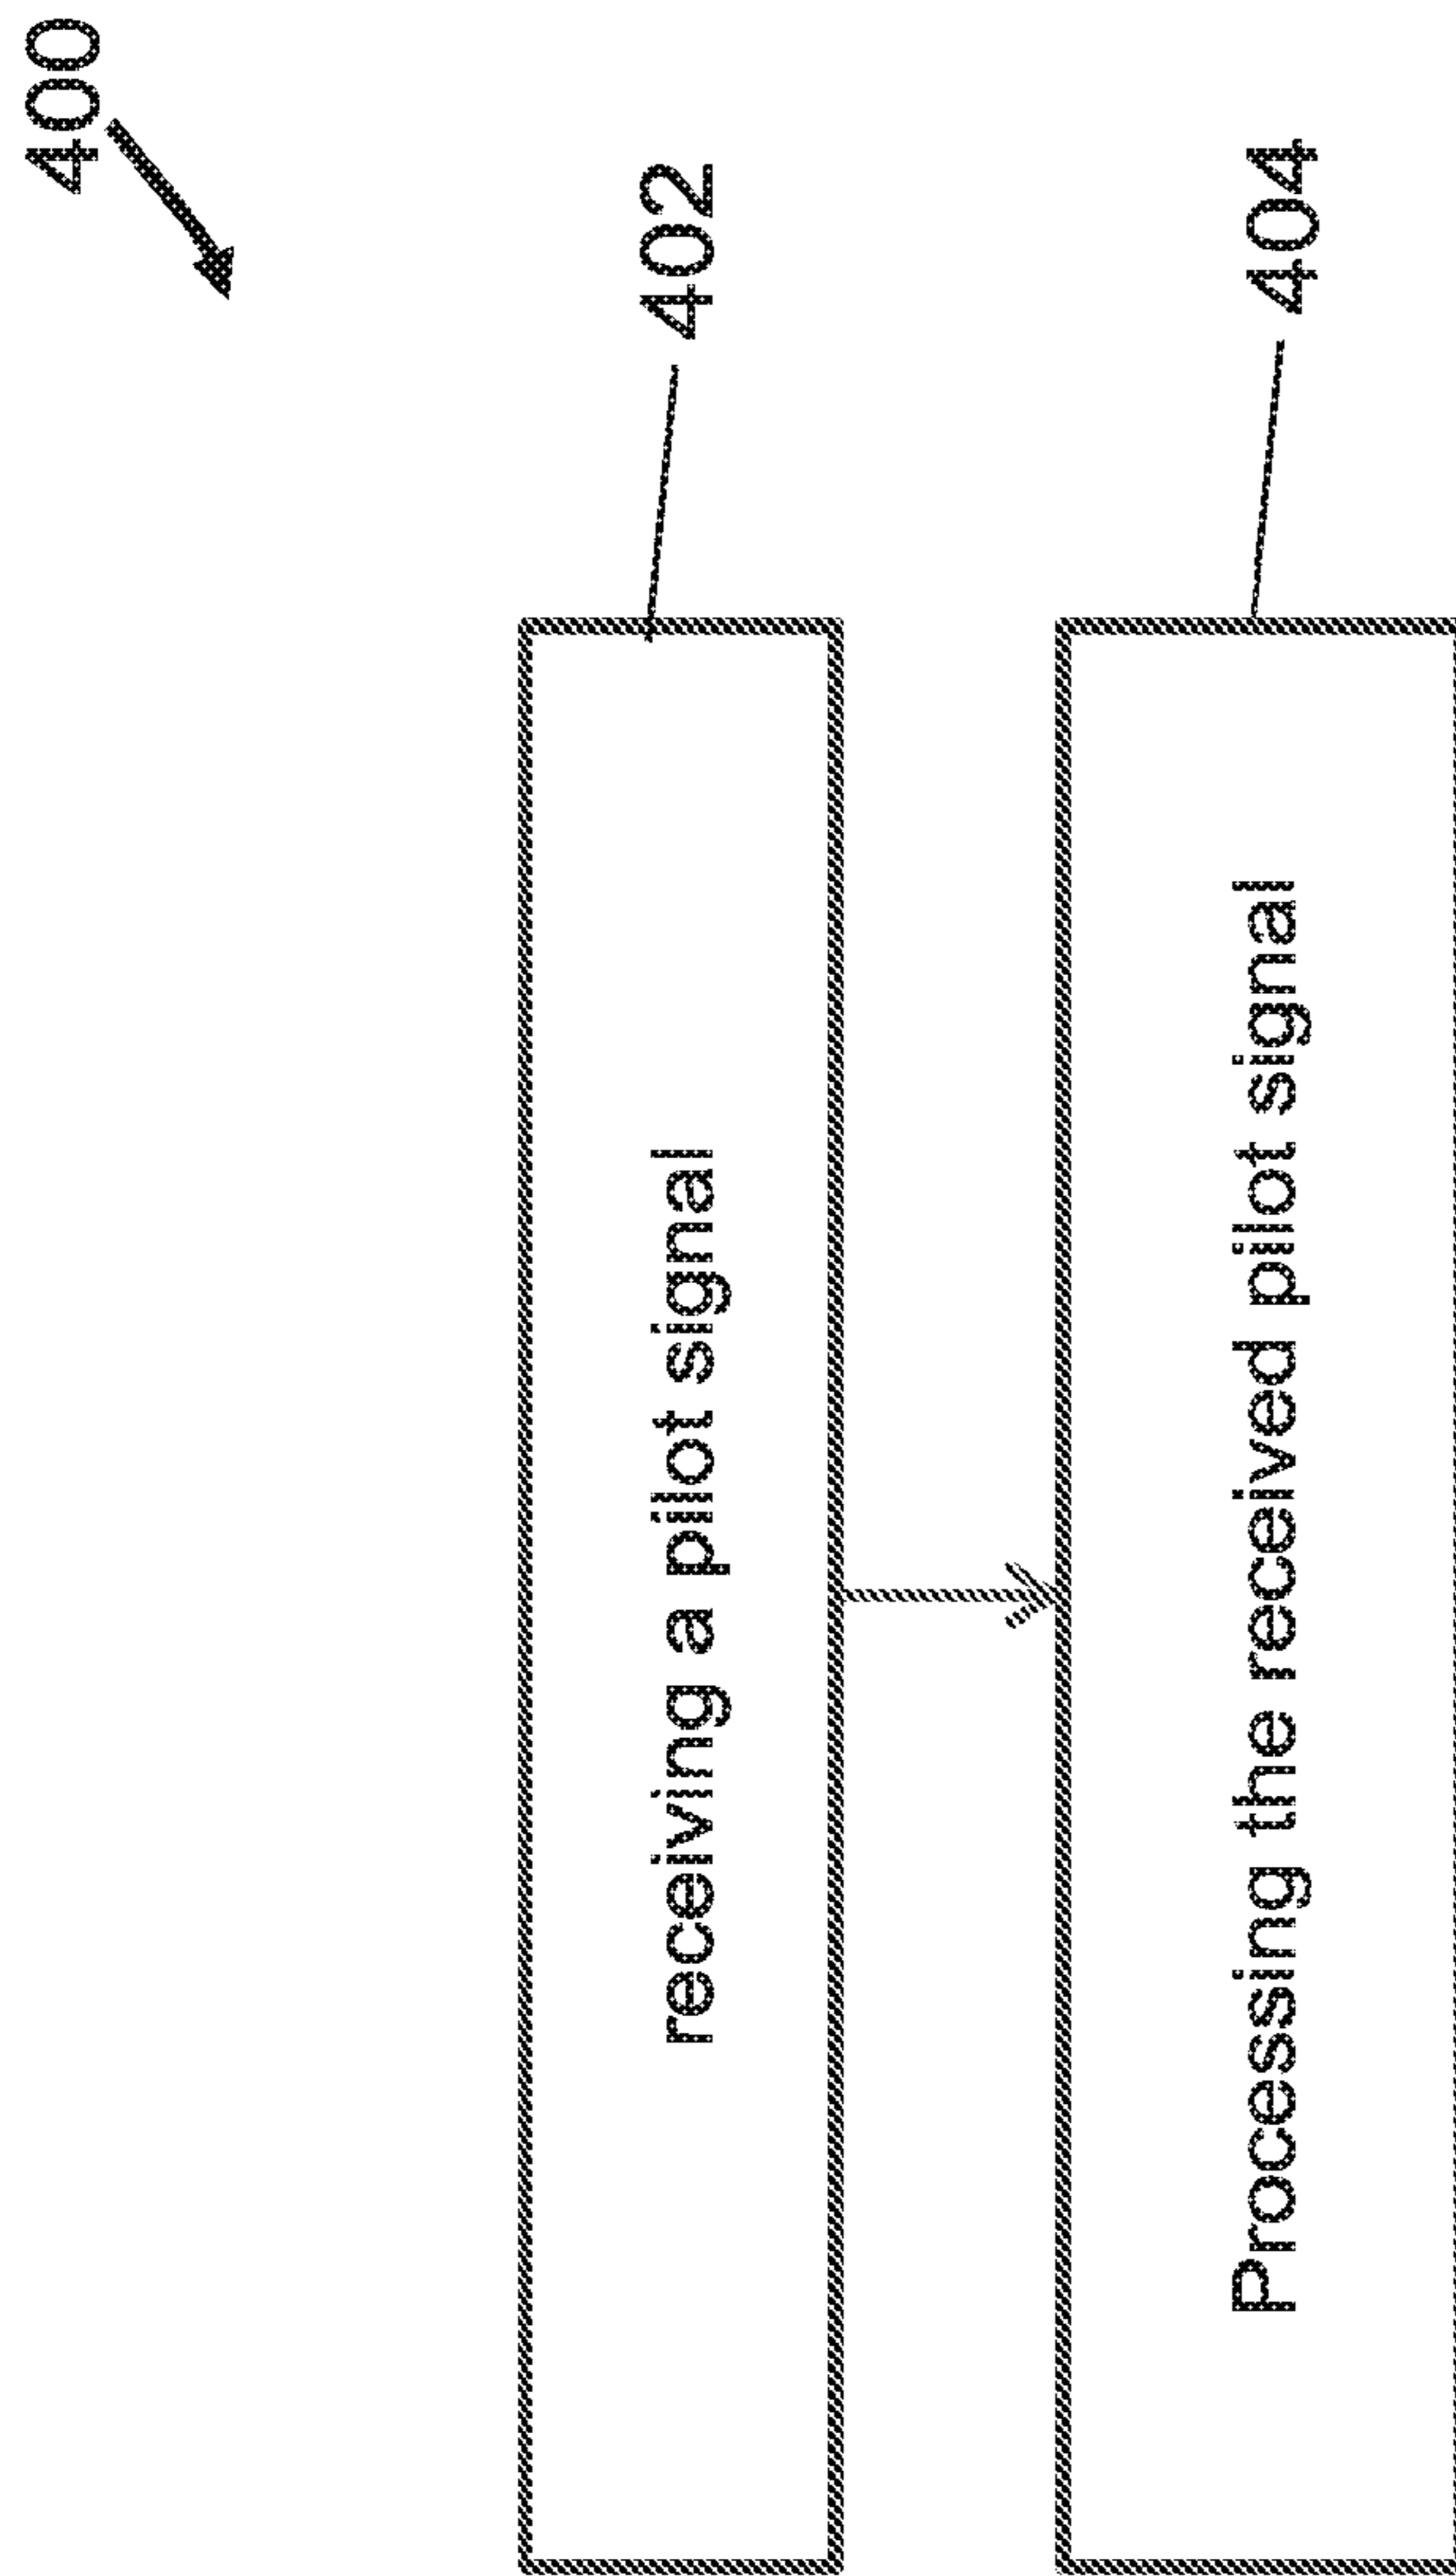 400
receiving a pilot signal
402
Processing the received pilot signal
404